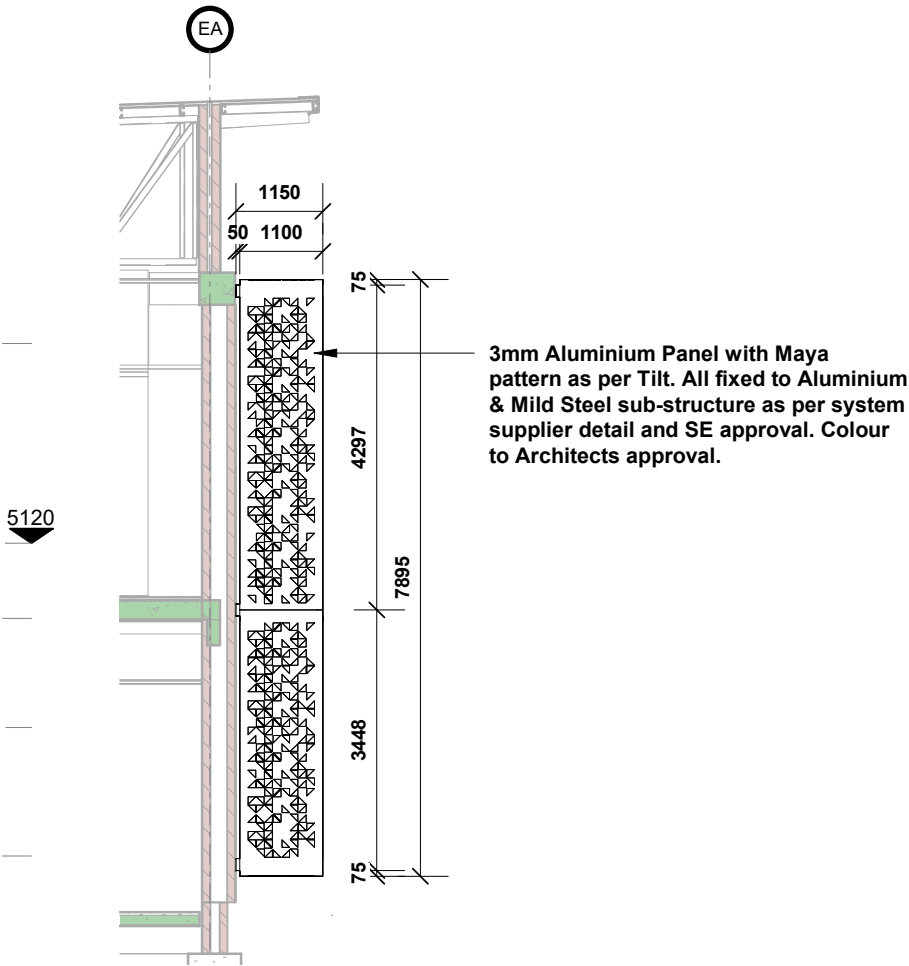 EA
1150
50 1100
75
3mm Aluminium Panel with Maya
pattern as per Tilt. All fixed to Aluminium
& Mild Steel sub-structure as per system
supplier detail and SE approval. Colour
to Architects approval.
4297
5120
7895
3448
75